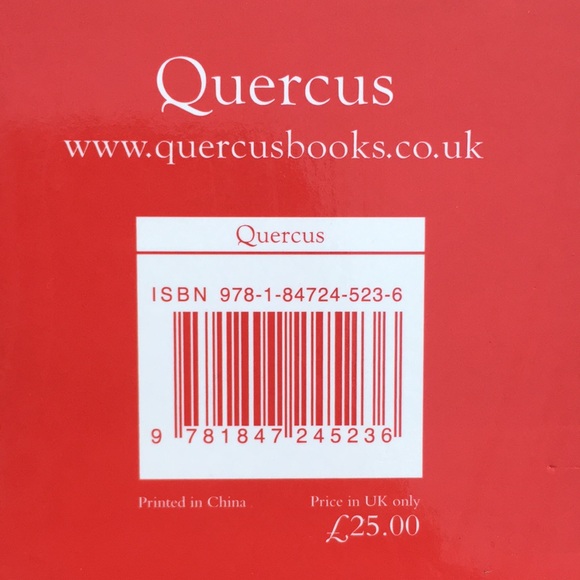 Quercus
www.quercusbooks.co.uk
Quercus
ISBN 978-1-84724-523-6
9 781847 245236
Printed in China
Price in UK only
£25.00